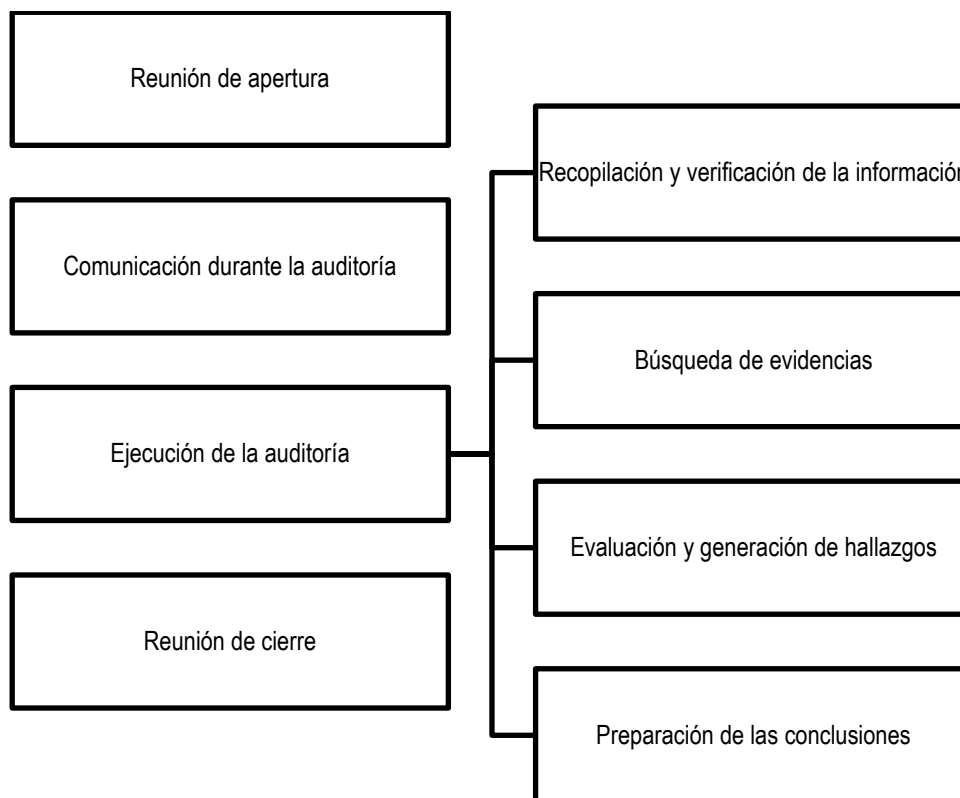 Reunión de apertura
Comunicación durante la auditoría
Ejecución de la auditoría
Reunión de cierre
Recopilación y verificación de la información
Búsqueda de evidencias
Evaluación y generación de hallazgos
Preparación de las conclusiones